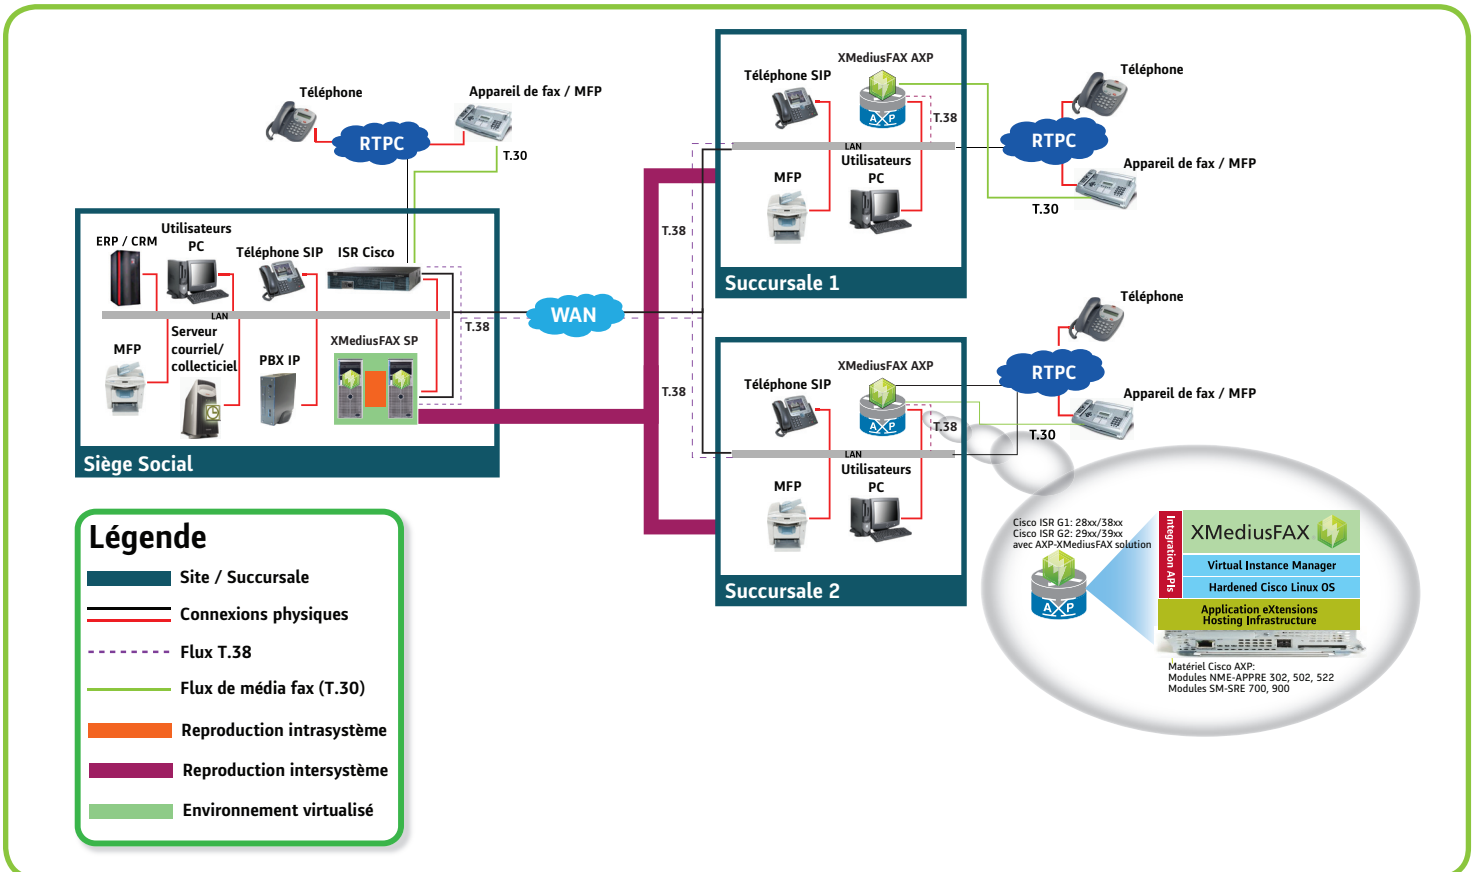 Téléphone
Appareil de fax / MFP
RTPC
T.30
ERP / CRM
Utilisateurs
PC
Téléphone SIP
ISR Cisco
LAN
T.38
MFP
Serveur
courriel/
collecticiel
PBX IP
XMediusFAX SP
Siège Social
WAN
T.38
T.38
XMediusFAX AXP
Téléphone SIP
AXP
T.38
LAN
Utilisateurs
PC
MFP
Succursale 1
Téléphone
RTPC
Appareil de fax / MFP
T.30
XMediusFAX AXP
Téléphone SIP
AXP
T.38
LAN
Utilisateurs
PC
MFP
Succursale 2
Téléphone
RTPC
Appareil de fax / MFP
T.30
Cisco ISR G1: 28xx/38xx
Cisco ISR G2: 29xx/39xx
avec AXP-XMediusFAX solution
AXP
Integration APIs
XMediusFAX
Virtual Instance Manager
Hardened Cisco Linux OS
Application eXtensions
Hosting Infrastructure
Matériel Cisco AXP:
Modules NME-APPRE 302, 502, 522
Modules SM-SRE 700, 900
Légende
Site / Succursale
Connexions physiques
Flux T.38
Flux de média fax (T.30)
Reproduction intrasystème
Reproduction intersystème
Environnement virtualisé